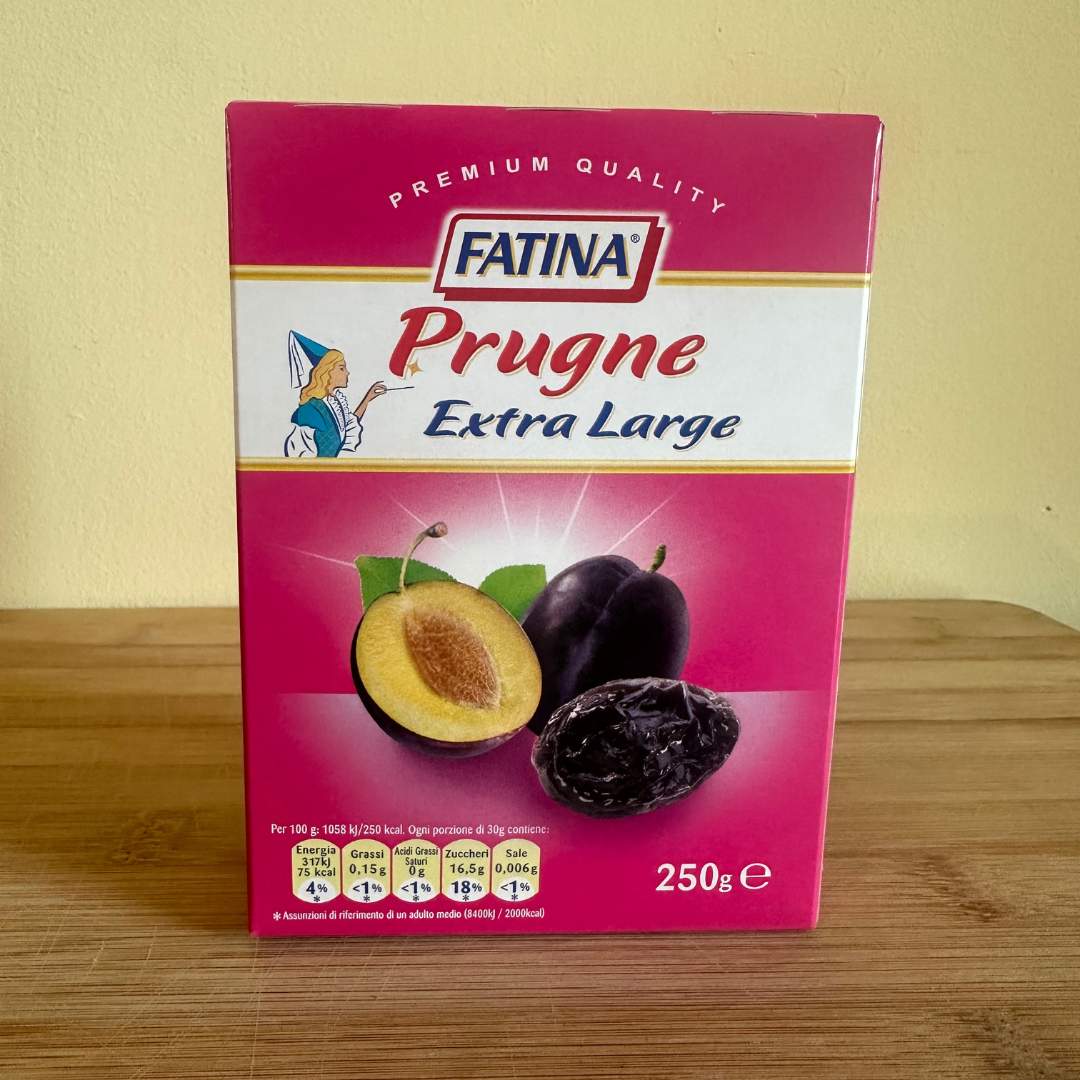 PREMIUM QUALITY
FATINA®
Prugne
Extra Large
Per 100 g: 1058 kJ/250 kcal. Ogni porzione di 30g contiene:
Energia 317kJ 75 kcal 4% *
Grassi 0,15g <1% *
Acidi Grassi Saturi 0g <1% *
Zuccheri 16,5g 18% *
Sale 0,006g <1% *
* Assunzioni di riferimento di un adulto medio (8400kJ / 2000kcal)
250g ℮